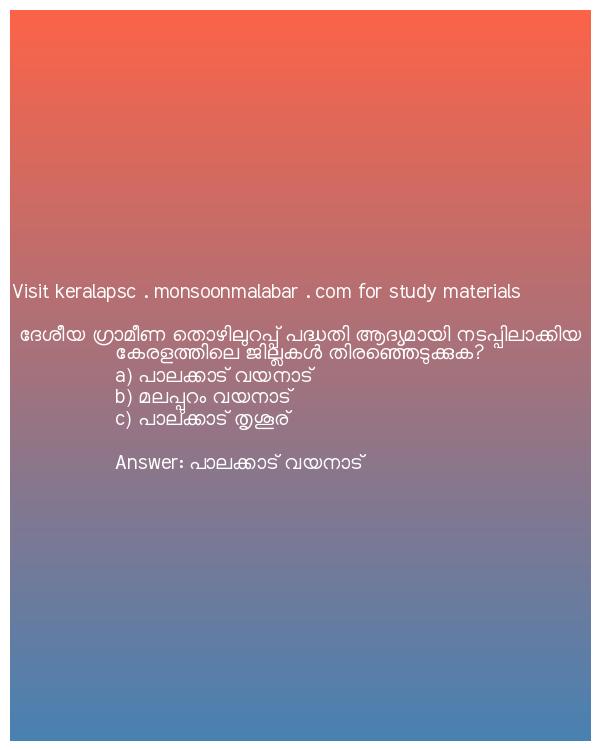 Visit keralapsc . monsoonmalabar . com for study materials
ദേശീയ ഗ്രാമീണ തൊഴിലുറപ്പ് പദ്ധതി ആദ്യമായി നടപ്പിലാക്കിയ
കേരളത്തിലെ ജില്ലകൾ തിരഞ്ഞെടുക്കുക?
a) പാലക്കാട് വയനാട്
b) മലപ്പുറം വയനാട്
c) പാലക്കാട് തൃശൂര്
Answer: പാലക്കാട് വയനാട്